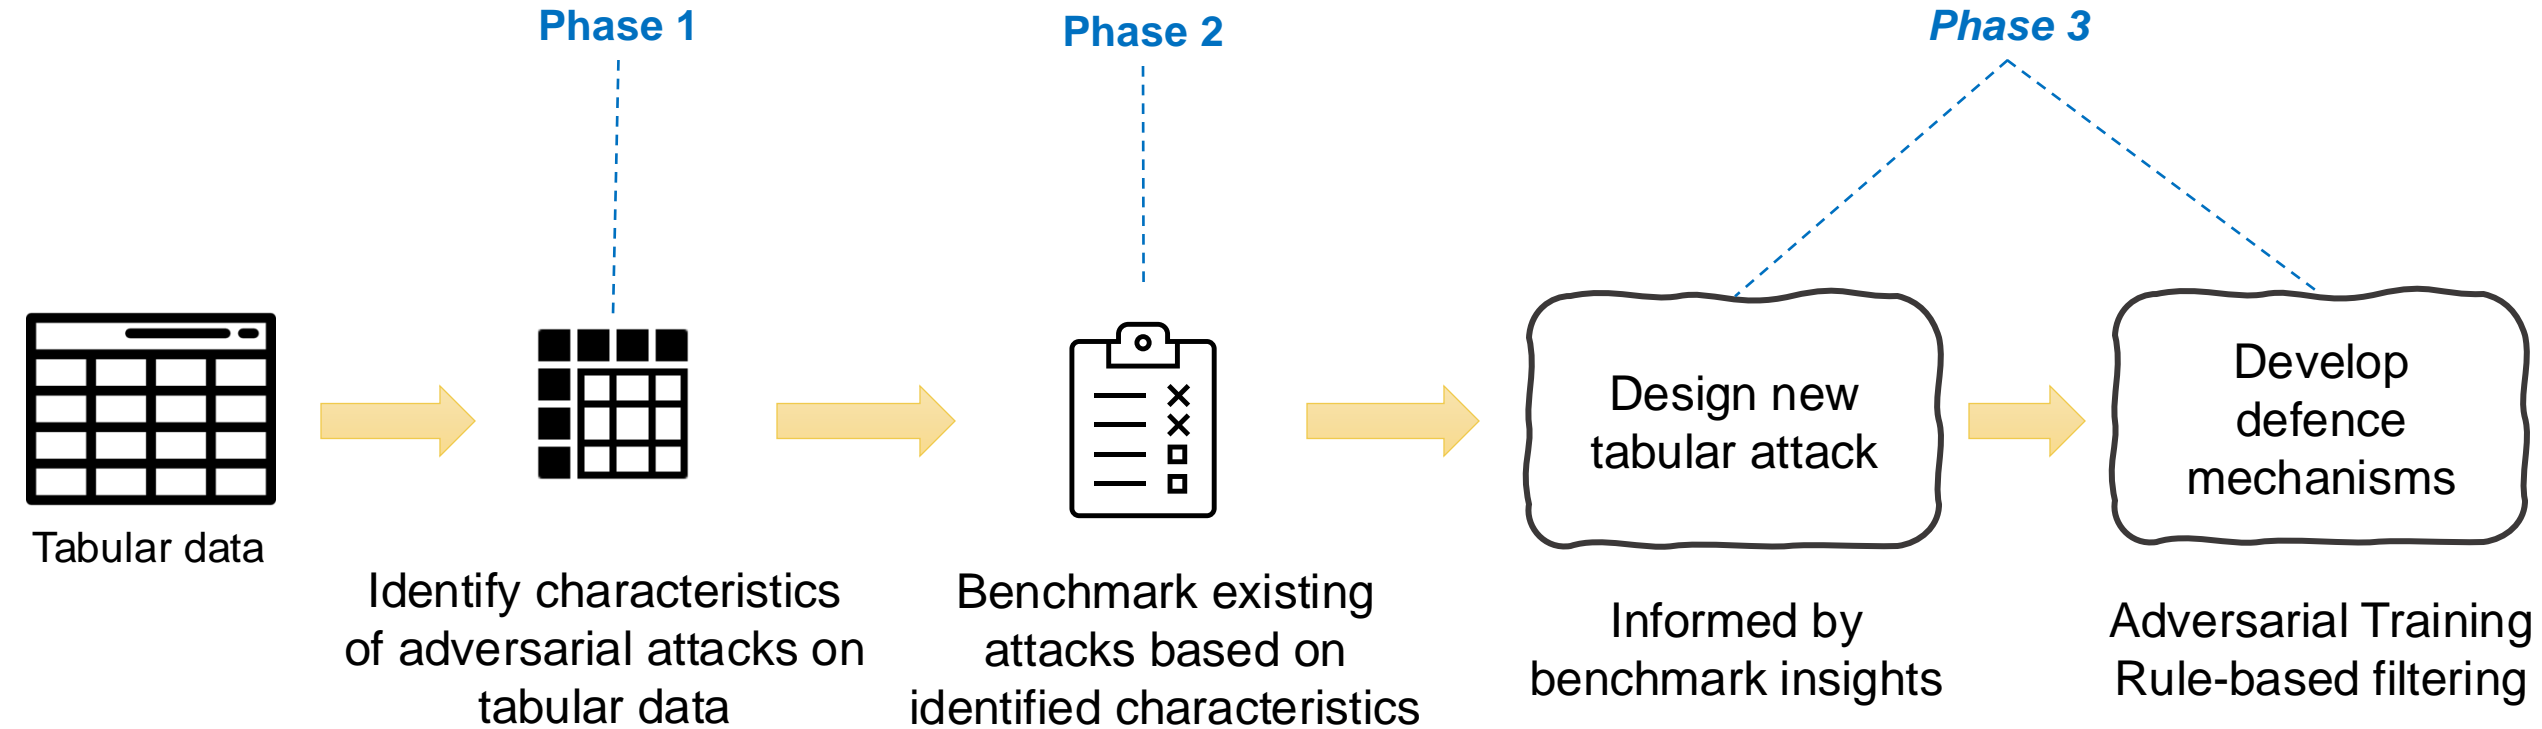 Phase 1
Phase 2
Phase 3
Tabular data
Identify characteristics
of adversarial attacks on
tabular data
Benchmark existing
attacks based on
identified characteristics
Design new
tabular attack
Informed by
benchmark insights
Develop
defence
mechanisms
Adversarial Training
Rule-based filtering